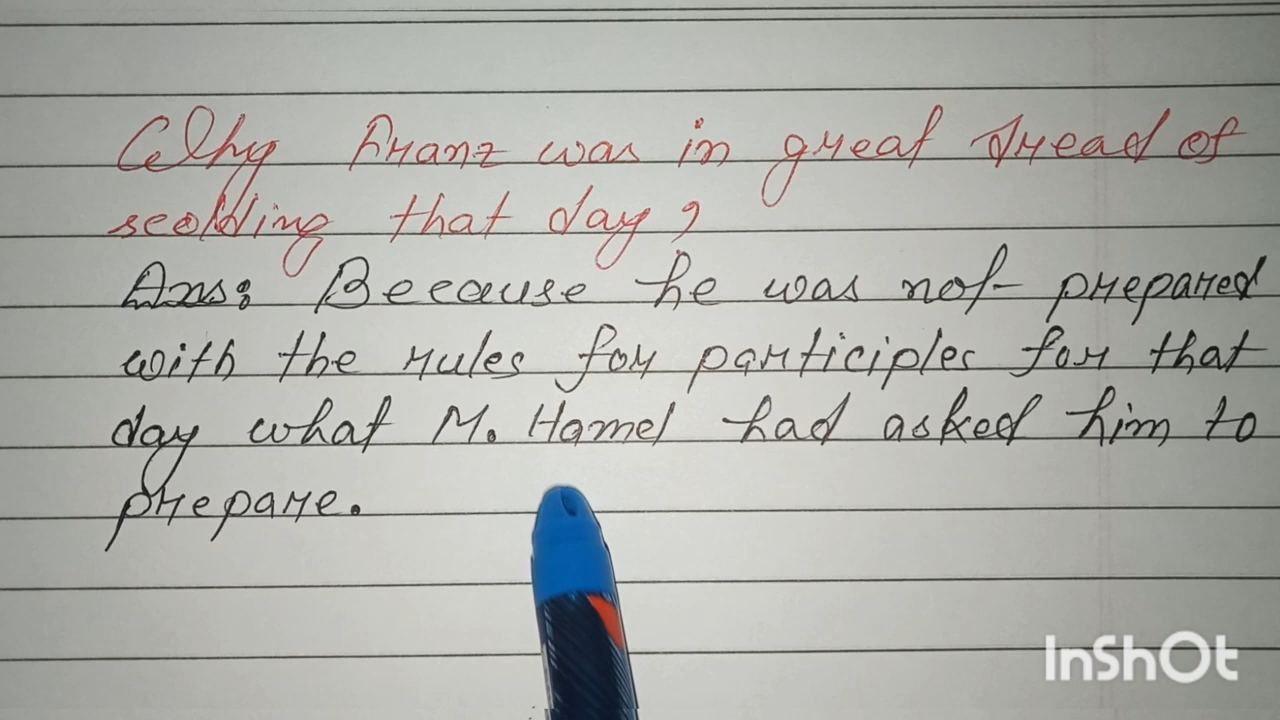 Why Franz was in great dread of
scolding that day?
Ans: Because he was not prepared
with the rules for participles for that
day what M. Hamel had asked him to
prepare.
InShOt